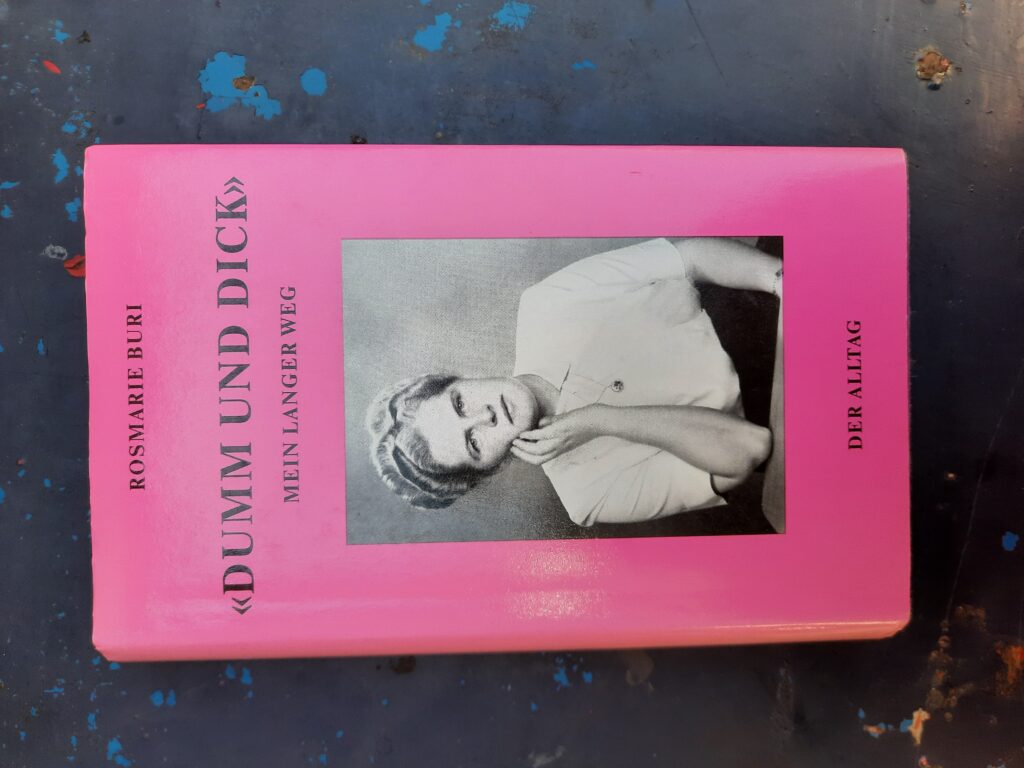 ROSMARIE BURI
«DUMM UND DICK»
MEIN LANGER WEG
DER ALLTAG